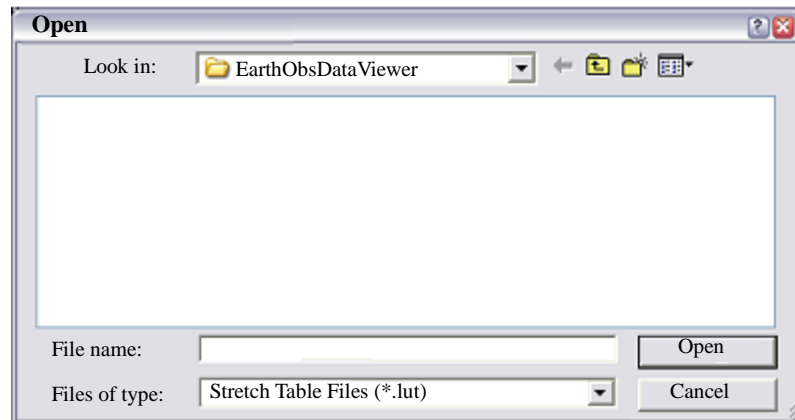 Open
Look in: EarthObsDataViewer
File name: Open
Files of type: Stretch Table Files (*.lut) Cancel